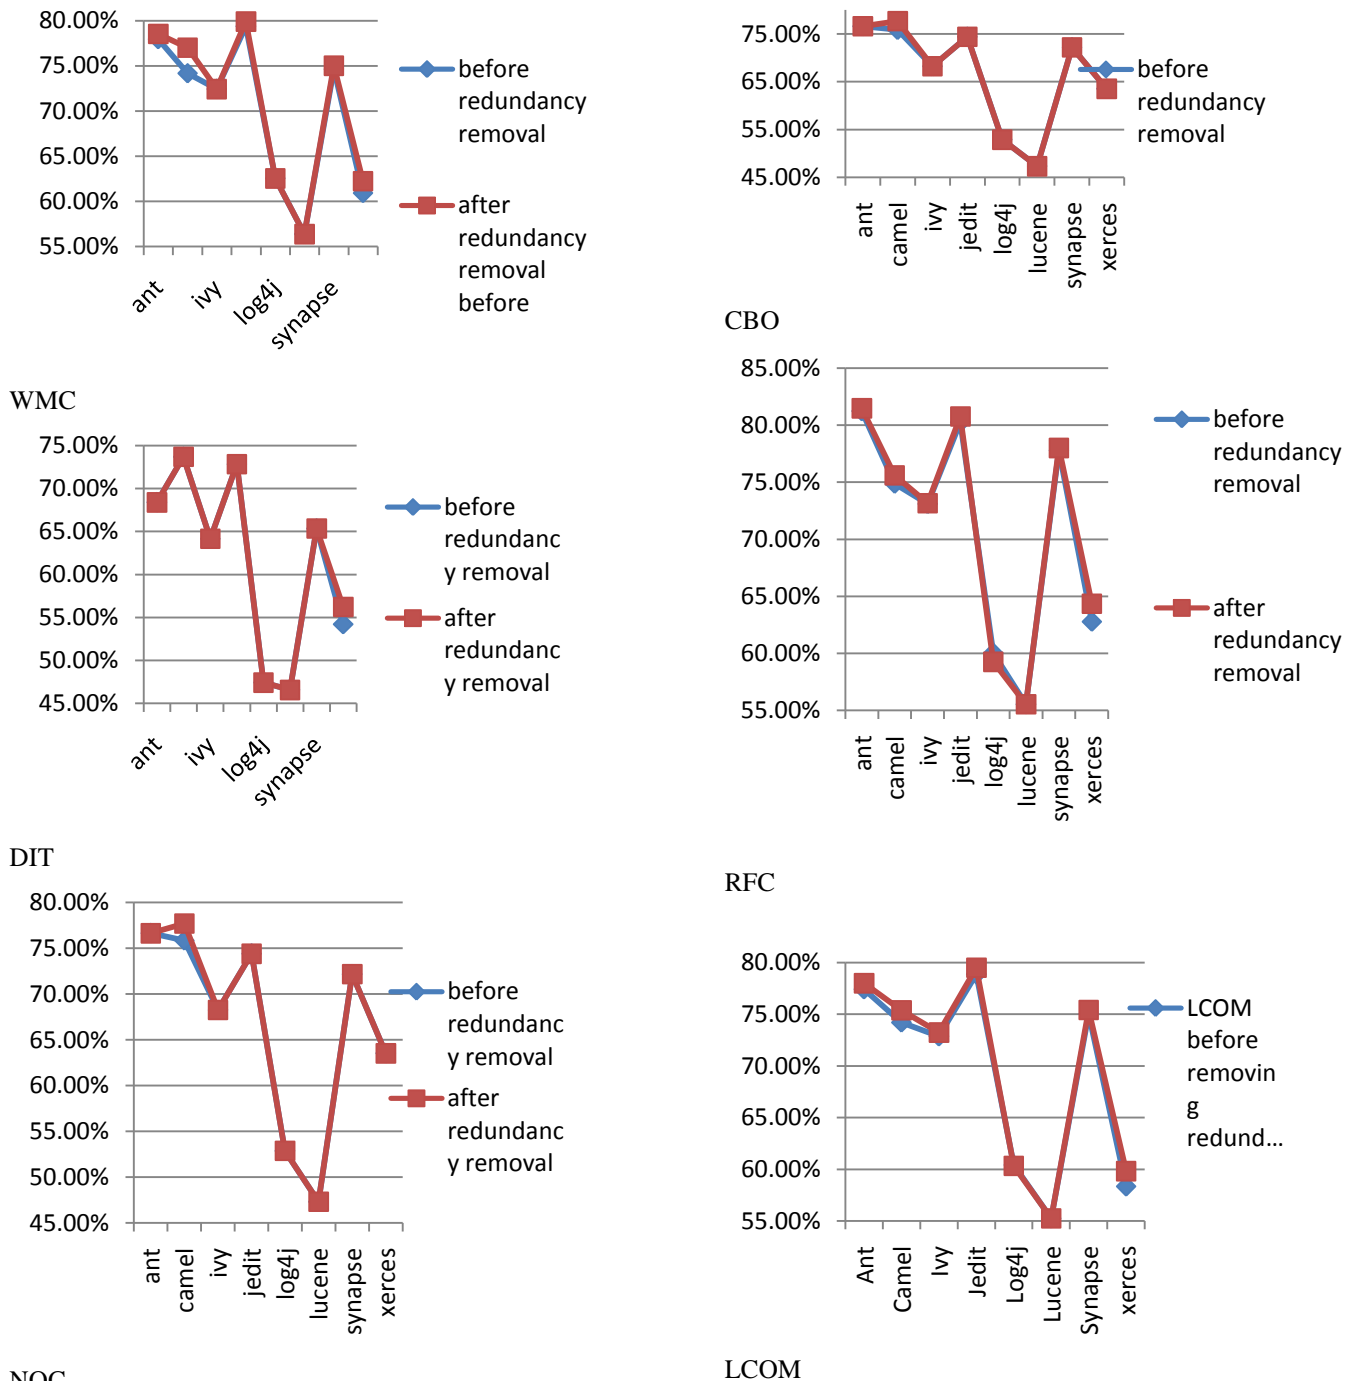 80.00%
75.00%
70.00%
65.00%
60.00%
55.00%
ant
ivy
log4j
synapse
before
redundancy
removal
after
redundancy
removal
before
WMC
75.00%
70.00%
65.00%
60.00%
55.00%
50.00%
45.00%
ant
ivy
log4j
synapse
before
redundanc
y removal
after
redundanc
y removal
DIT
80.00%
75.00%
70.00%
65.00%
60.00%
55.00%
50.00%
45.00%
ant
camel
ivy
jedit
log4j
lucene
synapse
xerces
before
redundanc
y removal
after
redundanc
y removal
NOC
75.00%
65.00%
55.00%
45.00%
ant
camel
ivy
jedit
log4j
lucene
synapse
xerces
before
redundancy
removal
CBO
85.00%
80.00%
75.00%
70.00%
65.00%
60.00%
55.00%
ant
camel
ivy
jedit
log4j
lucene
synapse
xerces
before
redundancy
removal
after
redundancy
removal
RFC
80.00%
75.00%
70.00%
65.00%
60.00%
55.00%
Ant
Camel
Ivy
Jedit
Log4j
Lucene
Synapse
xerces
LCOM
before
removin
g
redund...
LCOM